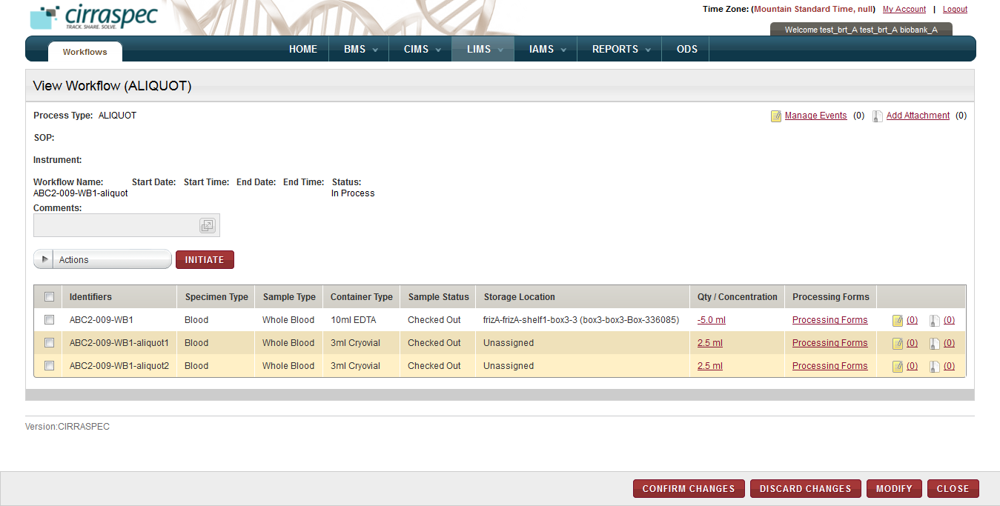 cirraspec
TRACK. SHARE. SOLVE.
Time Zone: (Mountain Standard Time, null) My Account | Logout
Welcome test_brt_A test_brt_A biobank_A
Workflows HOME BMS CIMS LIMS IAMS REPORTS ODS
View Workflow (ALIQUOT)
Process Type: ALIQUOT Manage Events (0) Add Attachment (0)
SOP:
Instrument:
Workflow Name: Start Date: Start Time: End Date: End Time: Status:
ABC2-009-WB1-aliquot In Process
Comments:
Actions INITIATE
Identifiers Specimen Type Sample Type Container Type Sample Status Storage Location Qty / Concentration Processing Forms
ABC2-009-WB1 Blood Whole Blood 10ml EDTA Checked Out frizA-frizA-shelf1-box3-3 (box3-box3-Box-336085) -5.0 ml Processing Forms (0) (0)
ABC2-009-WB1-aliquot1 Blood Whole Blood 3ml Cryovial Checked Out Unassigned 2.5 ml Processing Forms (0) (0)
ABC2-009-WB1-aliquot2 Blood Whole Blood 3ml Cryovial Checked Out Unassigned 2.5 ml Processing Forms (0) (0)
Version:CIRRASPEC
CONFIRM CHANGES DISCARD CHANGES MODIFY CLOSE